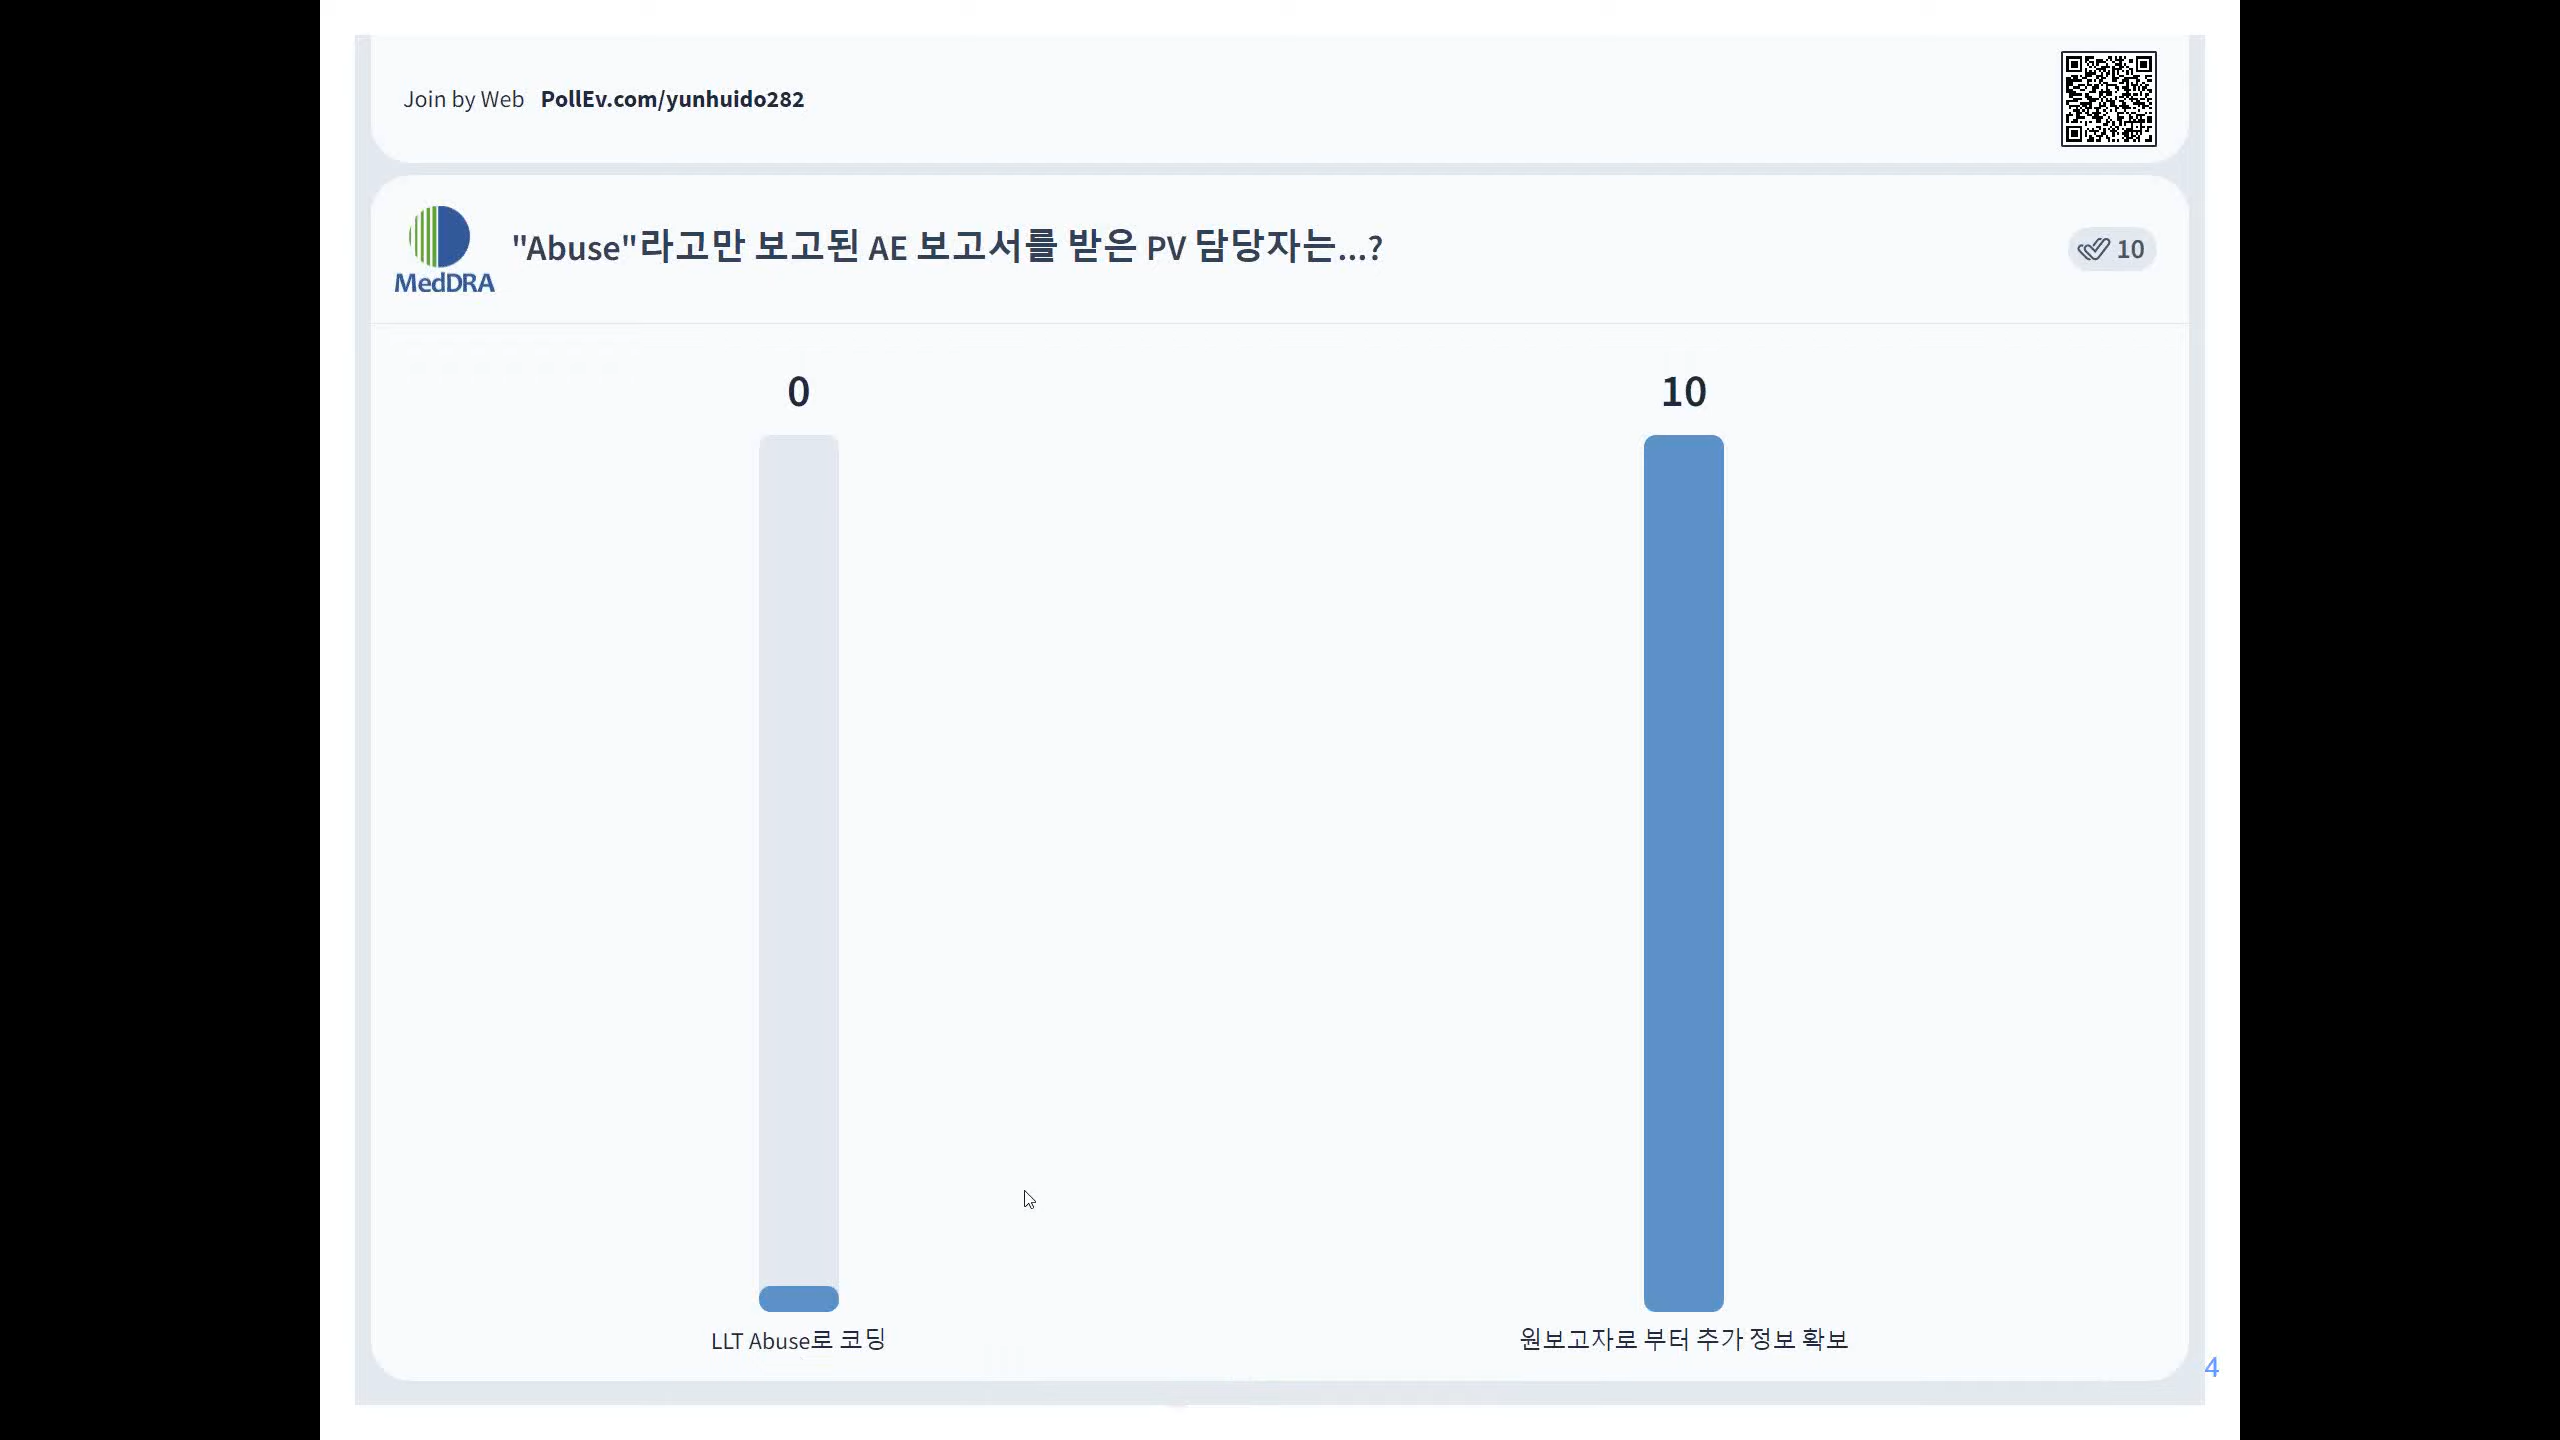 Join by Web PollEv.com/yunhuido282
MedDRA
"Abuse"라고만 보고된 AE 보고서를 받은 PV 담당자는...?
10
0
10
LLT Abuse로 코딩
원보고자로 부터 추가 정보 확보
4